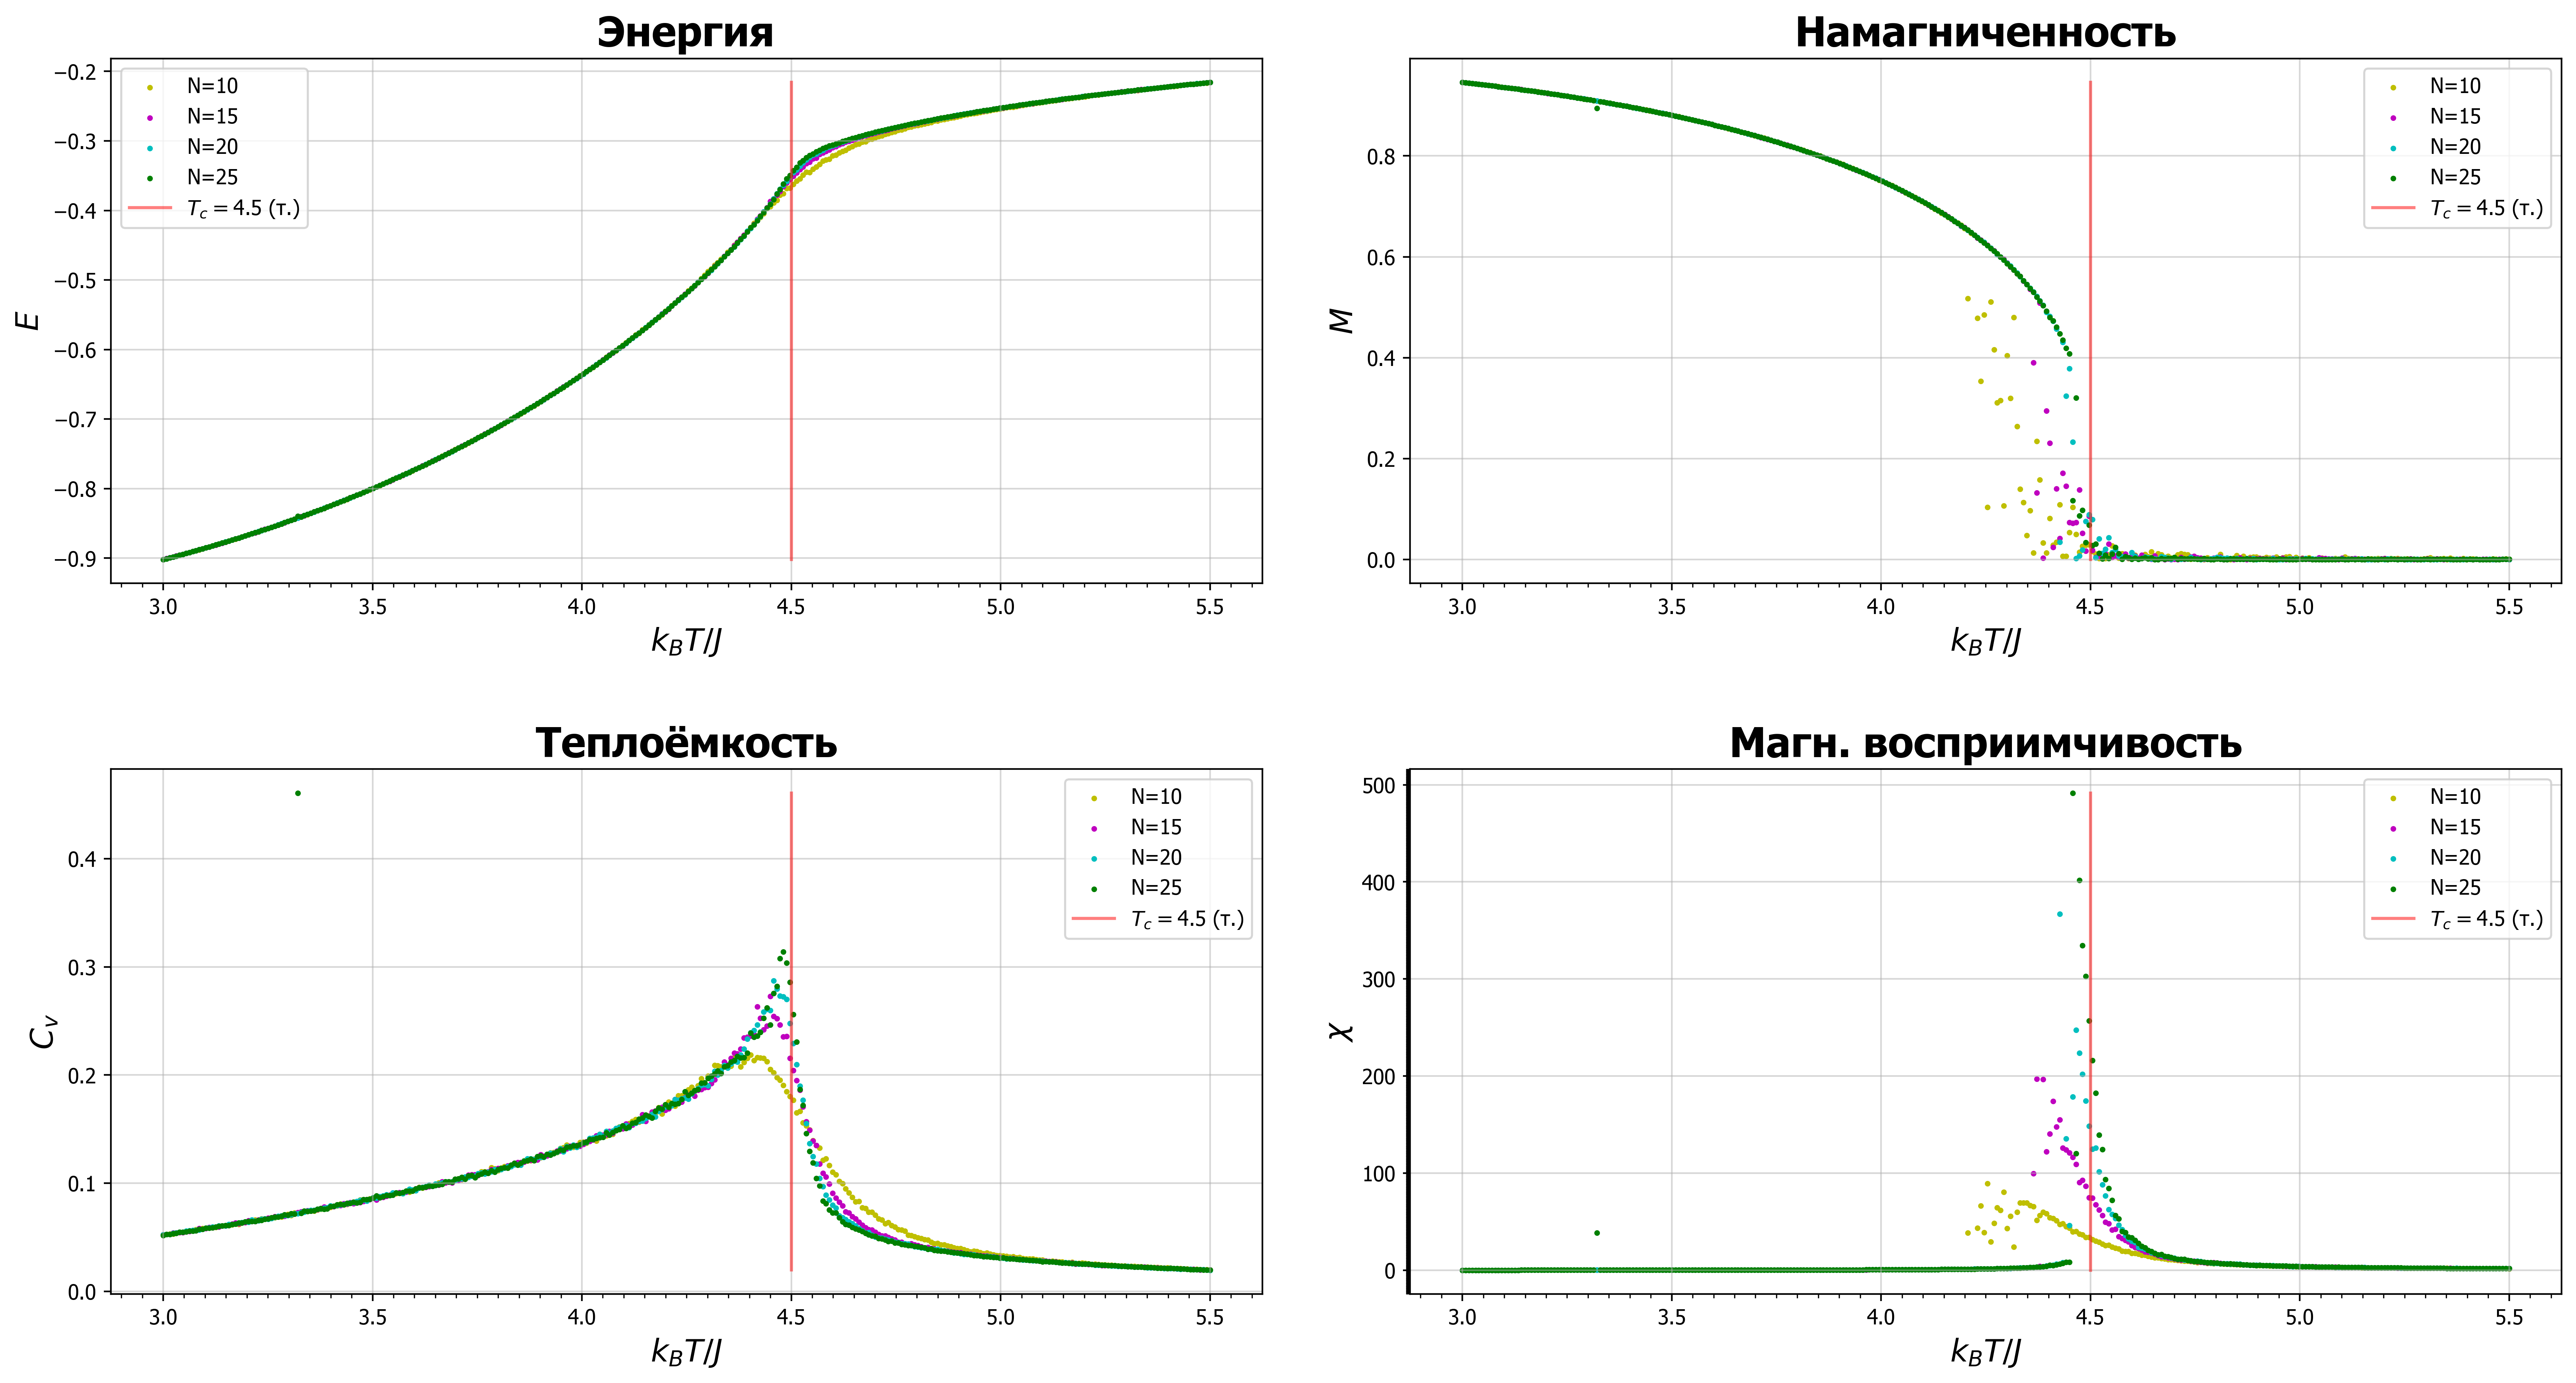 Энергия
E
−0.2
−0.3
−0.4
−0.5
−0.6
−0.7
−0.8
−0.9
N=10
N=15
N=20
N=25
T_c = 4.5 (т.)
3.0 3.5 4.0 4.5 5.0 5.5
k_BT/J
Намагниченность
M
0.8
0.6
0.4
0.2
0.0
N=10
N=15
N=20
N=25
T_c = 4.5 (т.)
3.0 3.5 4.0 4.5 5.0 5.5
k_BT/J
Теплоёмкость
C_v
0.4
0.3
0.2
0.1
0.0
N=10
N=15
N=20
N=25
T_c = 4.5 (т.)
3.0 3.5 4.0 4.5 5.0 5.5
k_BT/J
Магн. восприимчивость
χ
500
400
300
200
100
0
N=10
N=15
N=20
N=25
T_c = 4.5 (т.)
3.0 3.5 4.0 4.5 5.0 5.5
k_BT/J